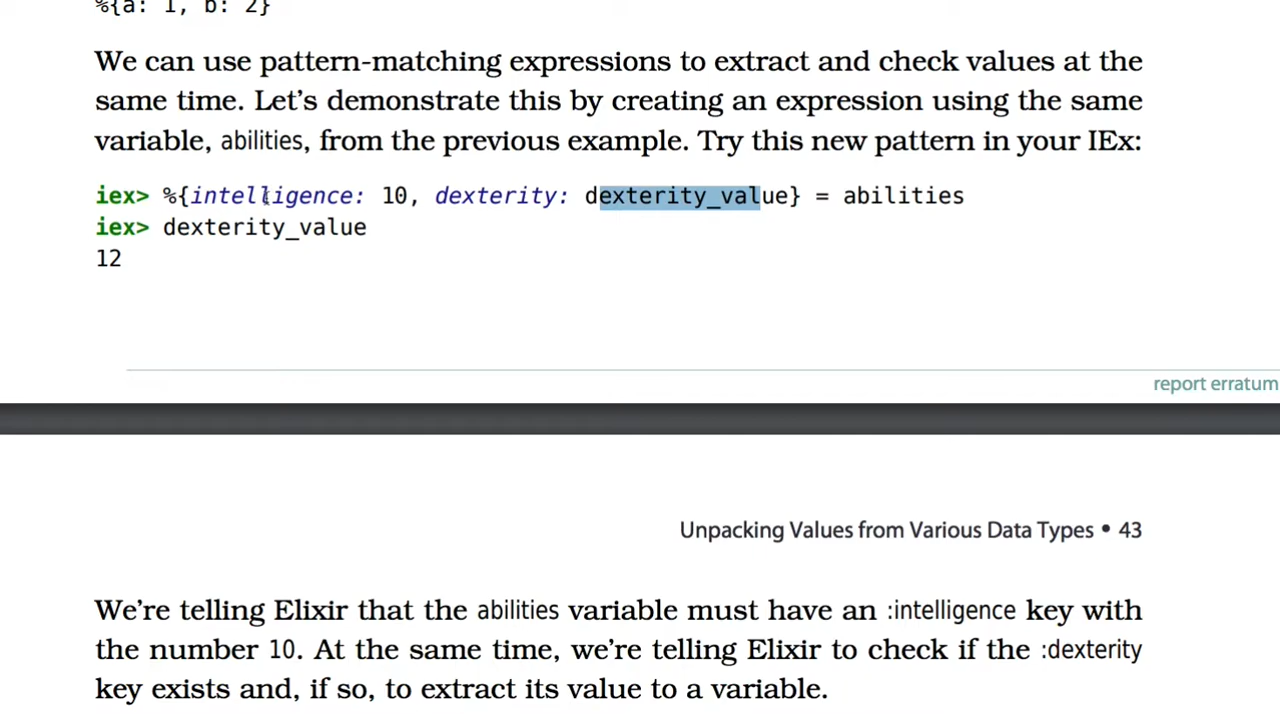 %{a: 1, b: 2}
We can use pattern-matching expressions to extract and check values at the
same time. Let’s demonstrate this by creating an expression using the same
variable, abilities, from the previous example. Try this new pattern in your IEx:
iex> %{intelligence: 10, dexterity: dexterity_value} = abilities
iex> dexterity_value
12
report erratum
Unpacking Values from Various Data Types • 43
We’re telling Elixir that the abilities variable must have an :intelligence key with
the number 10. At the same time, we’re telling Elixir to check if the :dexterity
key exists and, if so, to extract its value to a variable.